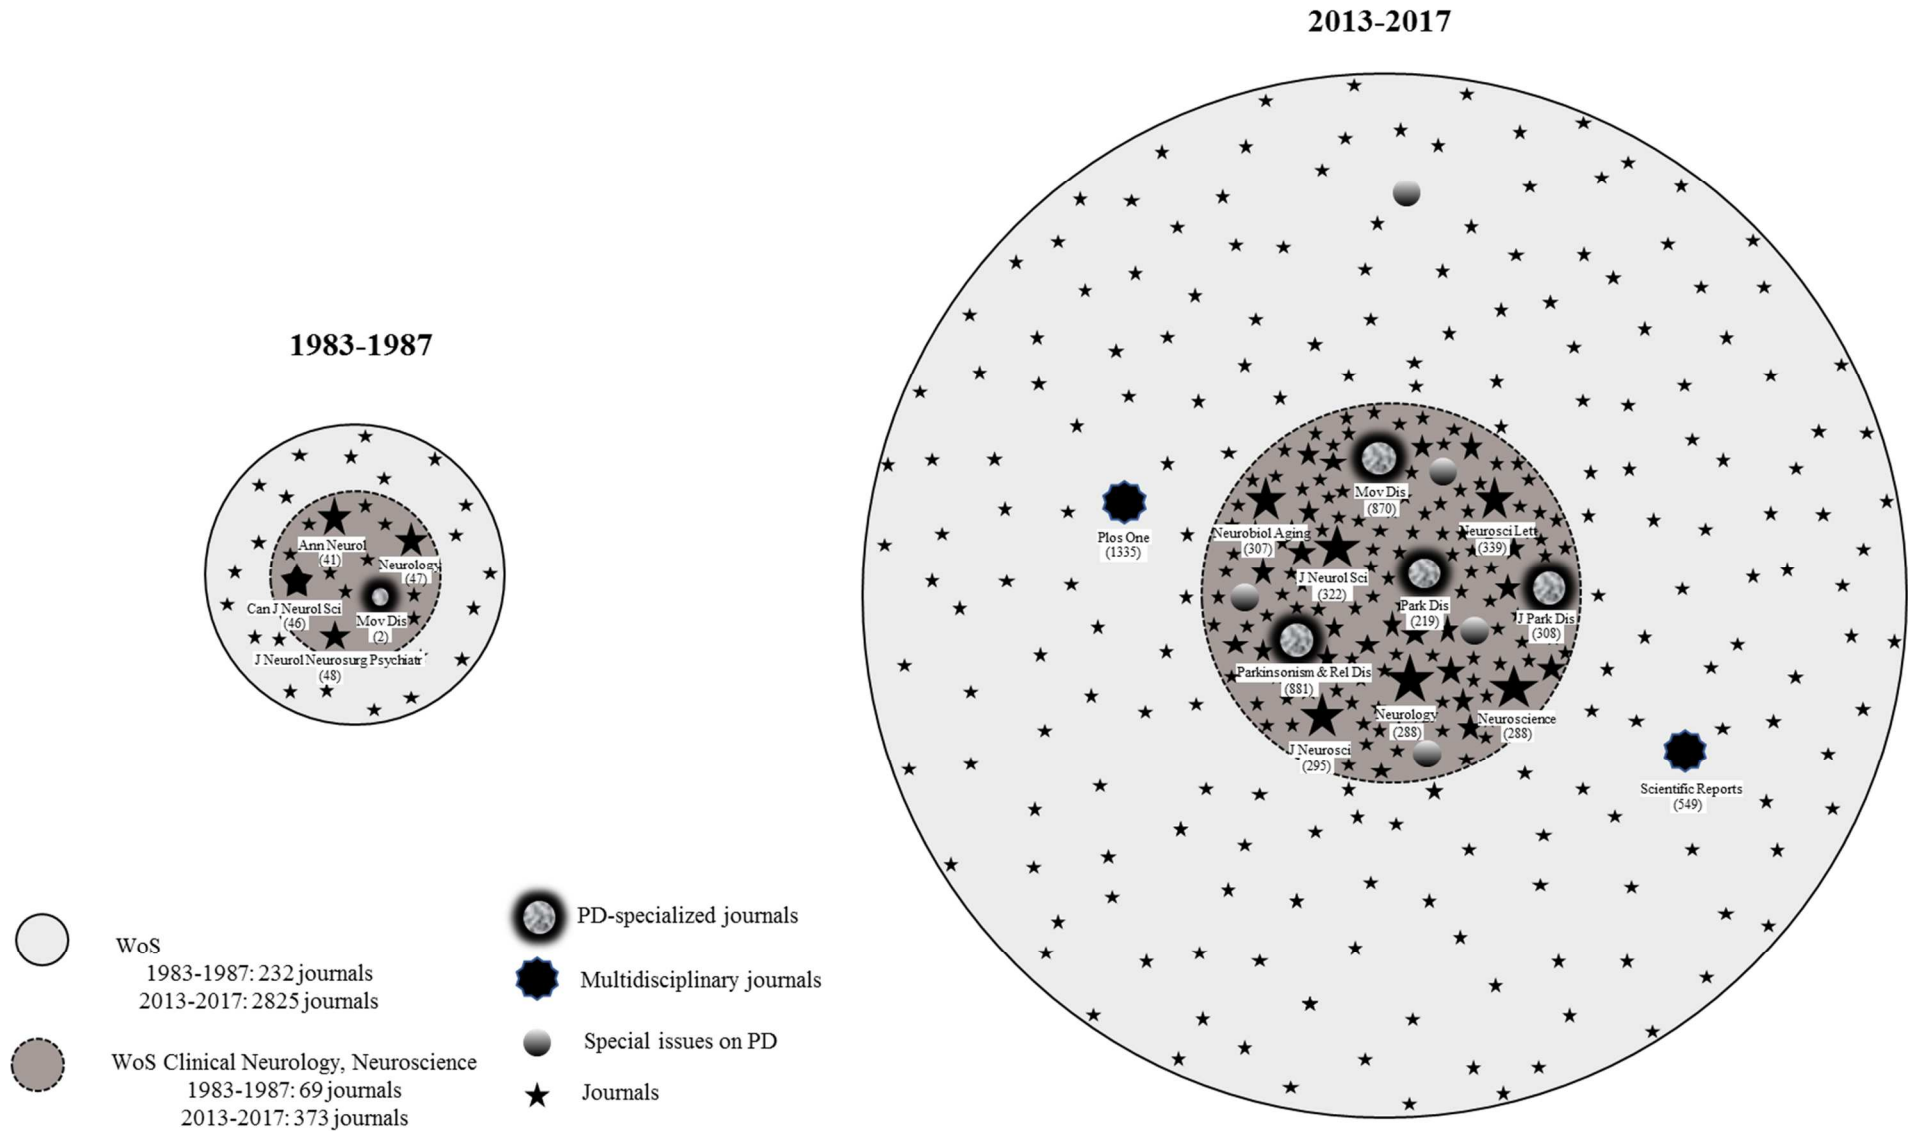 2013-2017
1983-1987
Ann Neurol
(41)
Neurology
(47)
Can J Neurol Sci
(46)
Mov Dis
(2)
J Neurol Neurosurg Psychiatr
(48)
Mov Dis
(870)
Plos One
(1335)
Neurobiol Aging
(307)
Neurosci Lett
(339)
J Neurol Sci
(322)
Park Dis
(219)
J Park Dis
(308)
Parkinsonism & Rel Dis
(881)
Neurology
(288)
Neuroscience
(288)
J Neurosci
(295)
Scientific Reports
(549)
WoS
1983-1987: 232 journals
2013-2017: 2825 journals
WoS Clinical Neurology, Neuroscience
1983-1987: 69 journals
2013-2017: 373 journals
PD-specialized journals
Multidisciplinary journals
Special issues on PD
Journals